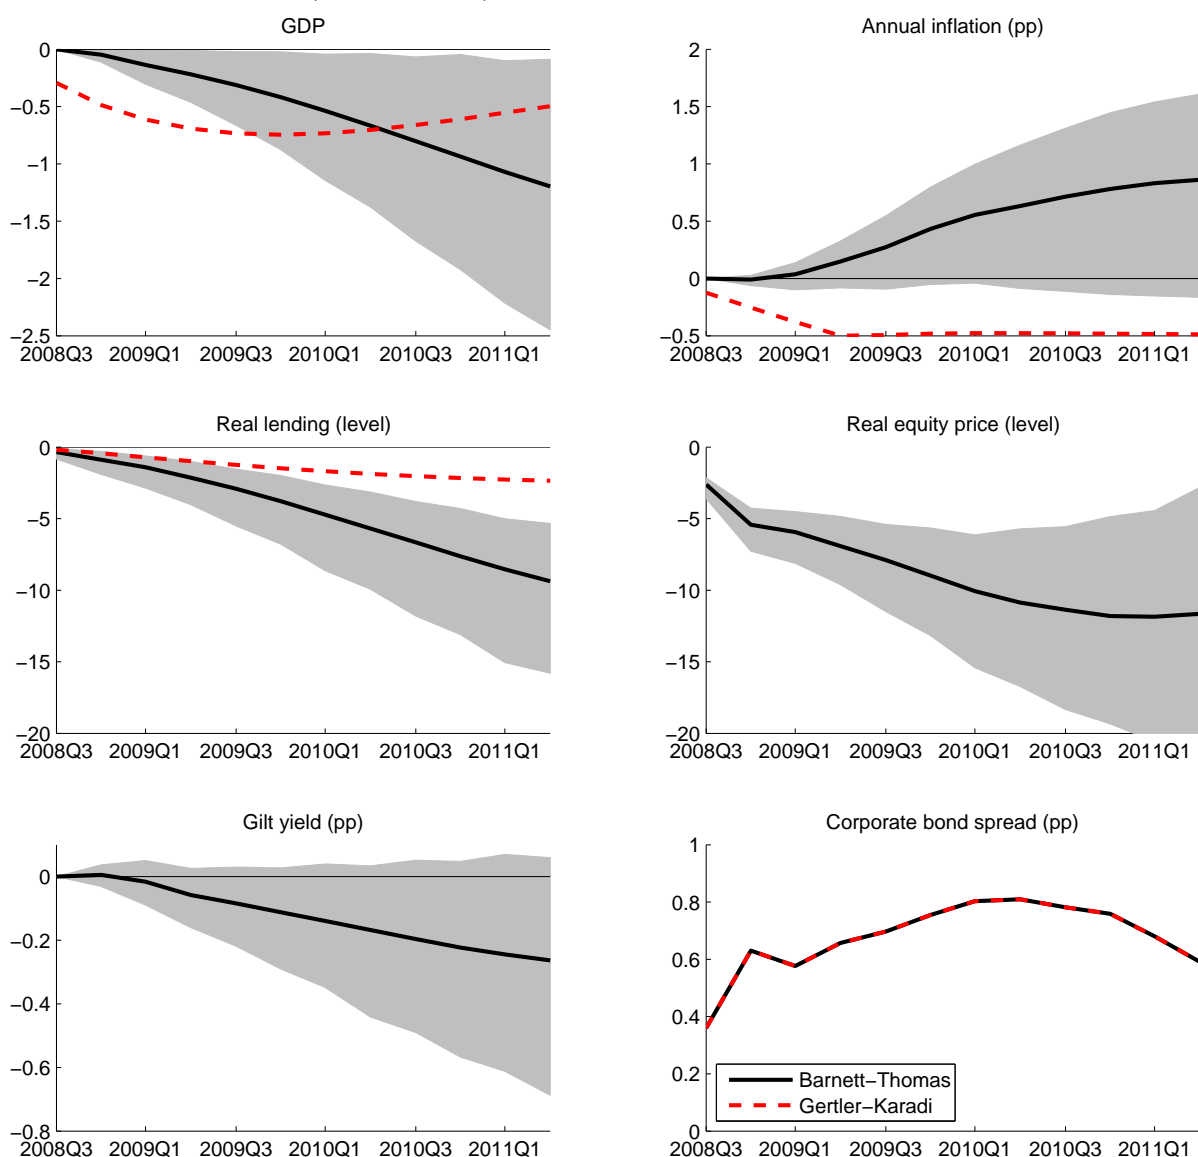 GDP
0
−0.5
−1
−1.5
−2
−2.5
2008Q3 2009Q1 2009Q3 2010Q1 2010Q3 2011Q1
Annual inflation (pp)
2
1.5
1
0.5
0
−0.5
2008Q3 2009Q1 2009Q3 2010Q1 2010Q3 2011Q1
Real lending (level)
0
−5
−10
−15
−20
2008Q3 2009Q1 2009Q3 2010Q1 2010Q3 2011Q1
Real equity price (level)
0
−5
−10
−15
−20
2008Q3 2009Q1 2009Q3 2010Q1 2010Q3 2011Q1
Gilt yield (pp)
0
−0.2
−0.4
−0.6
−0.8
2008Q3 2009Q1 2009Q3 2010Q1 2010Q3 2011Q1
Corporate bond spread (pp)
1
0.8
0.6
0.4
0.2
0
2008Q3 2009Q1 2009Q3 2010Q1 2010Q3 2011Q1
Barnett−Thomas
Gertler−Karadi